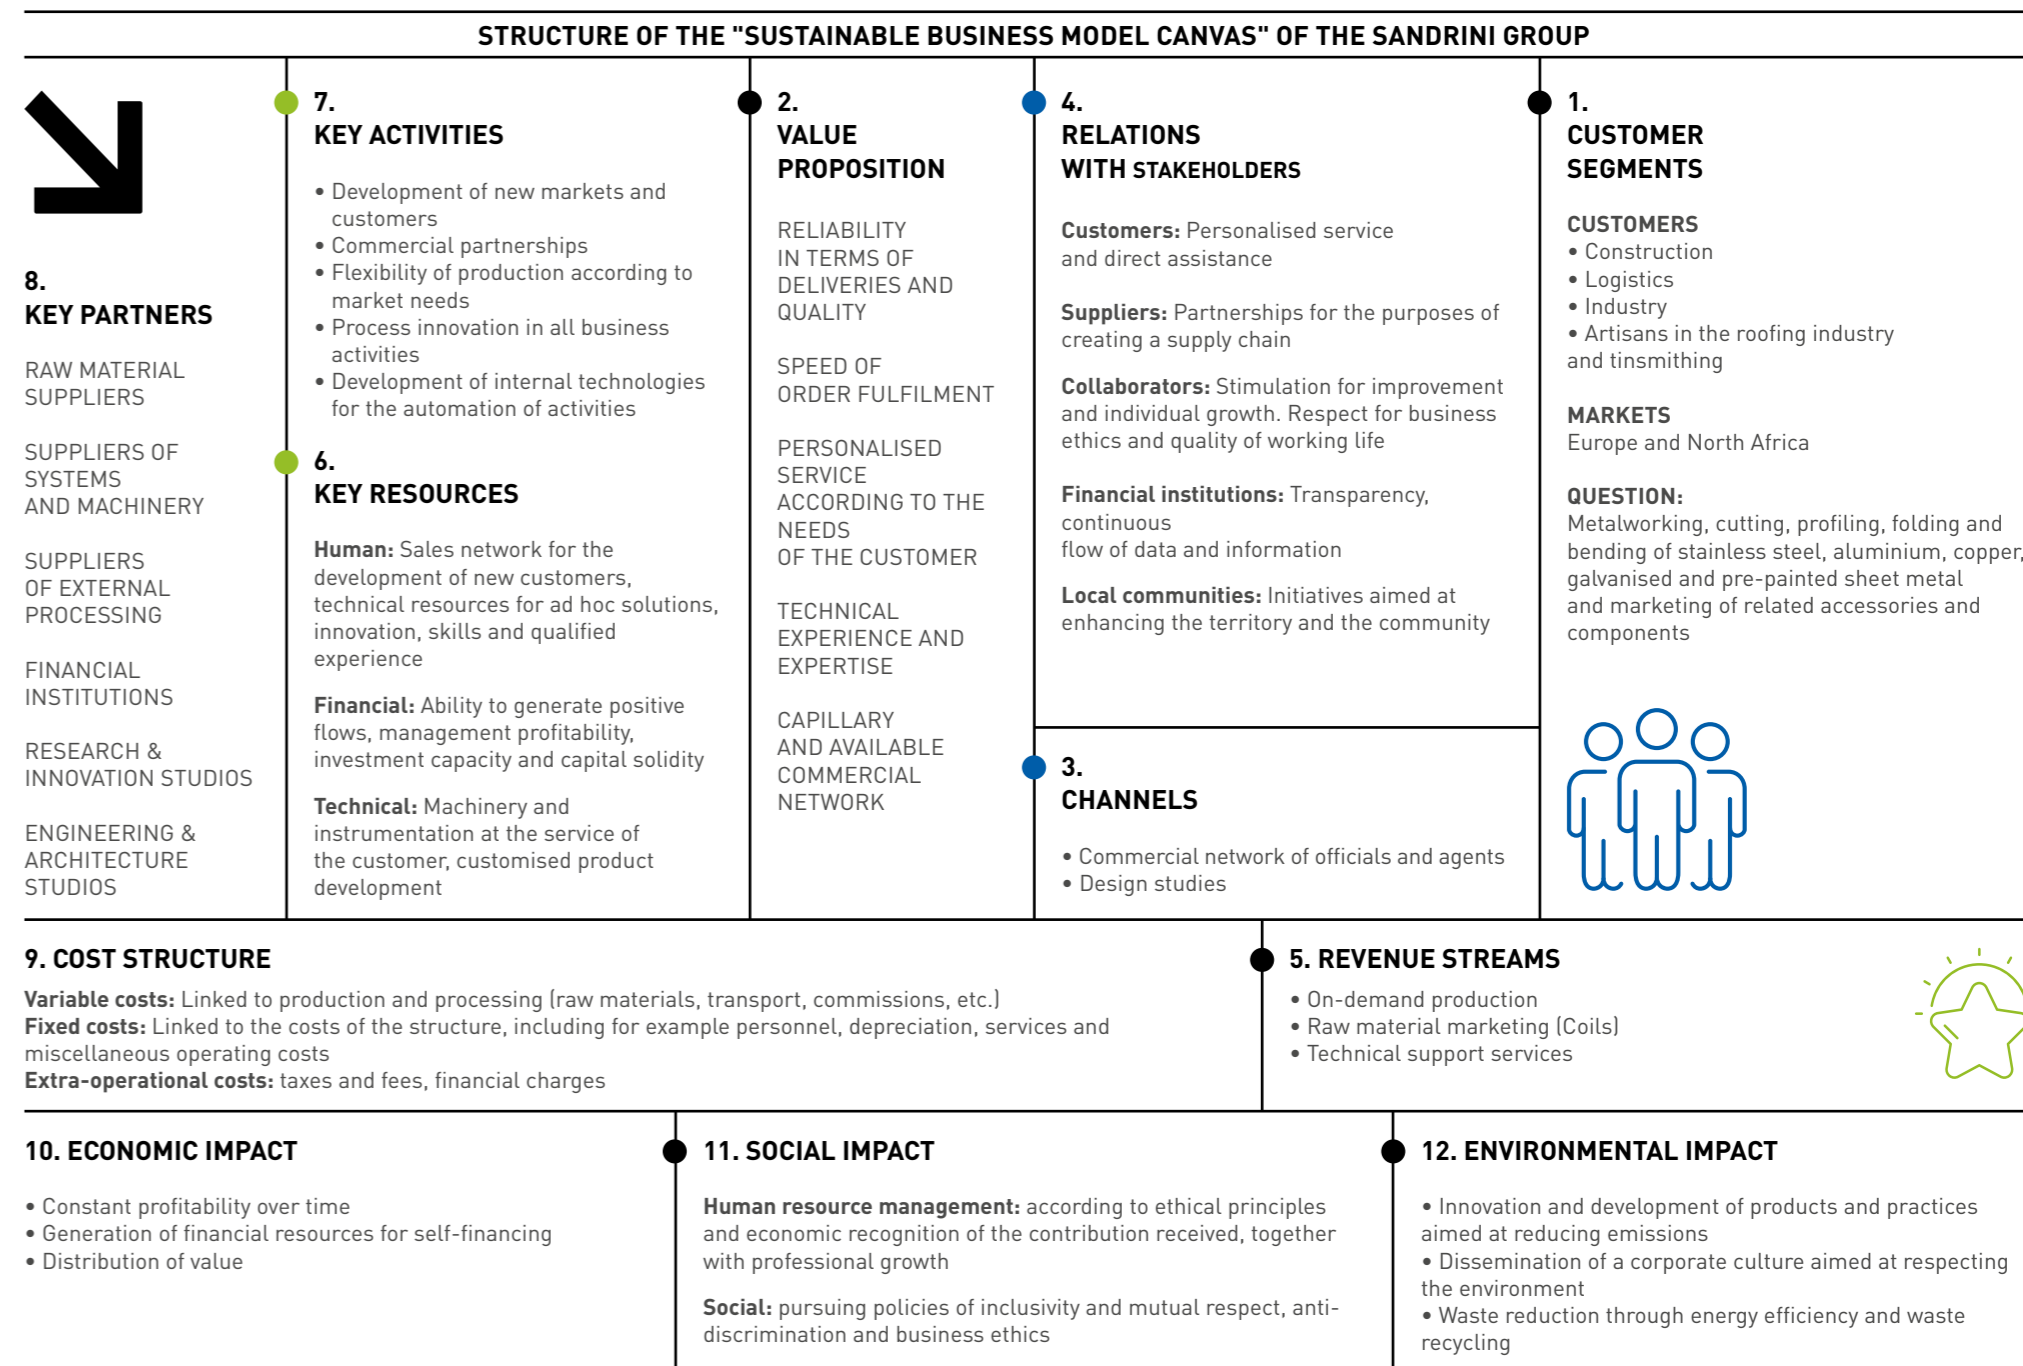 STRUCTURE OF THE "SUSTAINABLE BUSINESS MODEL CANVAS" OF THE SANDRINI GROUP
8.
KEY PARTNERS
RAW MATERIAL
SUPPLIERS
SUPPLIERS OF
SYSTEMS
AND MACHINERY
SUPPLIERS
OF EXTERNAL
PROCESSING
FINANCIAL
INSTITUTIONS
RESEARCH &
INNOVATION STUDIOS
ENGINEERING &
ARCHITECTURE
STUDIOS
7.
KEY ACTIVITIES
• Development of new markets and
customers
• Commercial partnerships
• Flexibility of production according to
market needs
• Process innovation in all business
activities
• Development of internal technologies
for the automation of activities
6.
KEY RESOURCES
Human: Sales network for the
development of new customers,
technical resources for ad hoc solutions,
innovation, skills and qualified
experience
Financial: Ability to generate positive
flows, management profitability,
investment capacity and capital solidity
Technical: Machinery and
instrumentation at the service of
the customer, customised product
development
2.
VALUE
PROPOSITION
RELIABILITY
IN TERMS OF
DELIVERIES AND
QUALITY
SPEED OF
ORDER FULFILMENT
PERSONALISED
SERVICE
ACCORDING TO THE
NEEDS
OF THE CUSTOMER
TECHNICAL
EXPERIENCE AND
EXPERTISE
CAPILLARY
AND AVAILABLE
COMMERCIAL
NETWORK
4.
RELATIONS
WITH STAKEHOLDERS
Customers: Personalised service
and direct assistance
Suppliers: Partnerships for the purposes of
creating a supply chain
Collaborators: Stimulation for improvement
and individual growth. Respect for business
ethics and quality of working life
Financial institutions: Transparency,
continuous
flow of data and information
Local communities: Initiatives aimed at
enhancing the territory and the community
3.
CHANNELS
• Commercial network of officials and agents
• Design studies
1.
CUSTOMER
SEGMENTS
CUSTOMERS
• Construction
• Logistics
• Industry
• Artisans in the roofing industry
and tinsmithing
MARKETS
Europe and North Africa
QUESTION:
Metalworking, cutting, profiling, folding and
bending of stainless steel, aluminium, copper,
galvanised and pre-painted sheet metal
and marketing of related accessories and
components
9. COST STRUCTURE
Variable costs: Linked to production and processing (raw materials, transport, commissions, etc.)
Fixed costs: Linked to the costs of the structure, including for example personnel, depreciation, services and
miscellaneous operating costs
Extra-operational costs: taxes and fees, financial charges
5. REVENUE STREAMS
• On-demand production
• Raw material marketing (Coils)
• Technical support services
10. ECONOMIC IMPACT
• Constant profitability over time
• Generation of financial resources for self-financing
• Distribution of value
11. SOCIAL IMPACT
Human resource management: according to ethical principles
and economic recognition of the contribution received, together
with professional growth
Social: pursuing policies of inclusivity and mutual respect, anti-
discrimination and business ethics
12. ENVIRONMENTAL IMPACT
• Innovation and development of products and practices
aimed at reducing emissions
• Dissemination of a corporate culture aimed at respecting
the environment
• Waste reduction through energy efficiency and waste
recycling